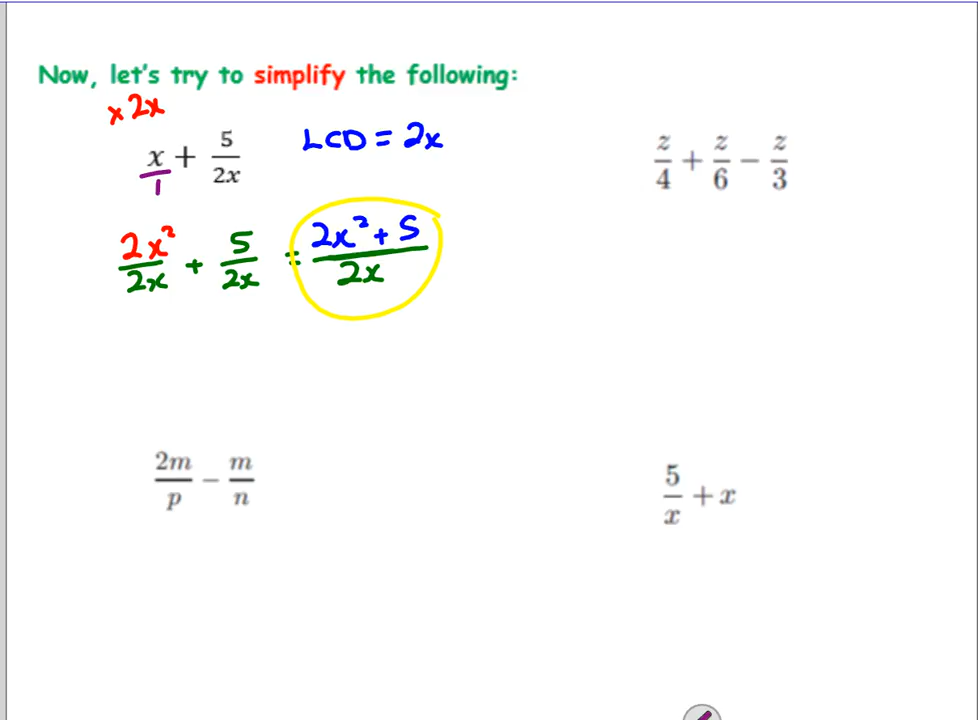 Now, let's try to simplify the following:
x 2x
x/1 + 5/2x
LCD = 2x
2x²/2x + 5/2x = (2x² + 5)/2x
z/4 + z/6 − z/3
2m/p − m/n
5/x + x